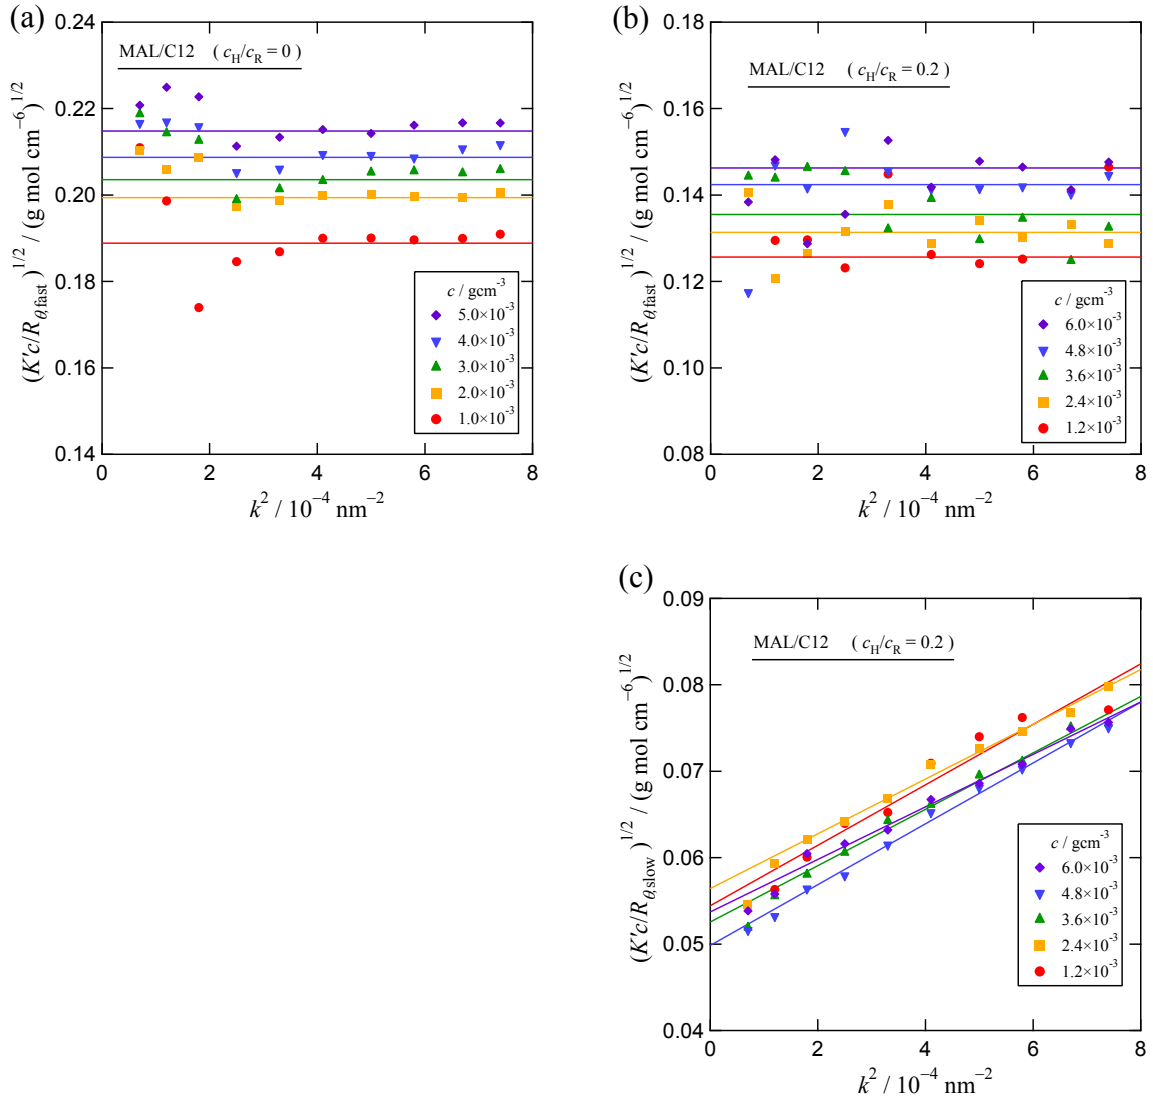 (a)
MAL/C12 ( cH/cR = 0 )
(K'c/Rθ,fast)^1/2 / (g mol cm^−6)^1/2
0.24
0.22
0.20
0.18
0.16
0.14
c / gcm^-3
5.0×10^-3
4.0×10^-3
3.0×10^-3
2.0×10^-3
1.0×10^-3
0 2 4 6 8
k^2 / 10^−4 nm^−2
(b)
MAL/C12 ( cH/cR = 0.2 )
(K'c/Rθ,fast)^1/2 / (g mol cm^−6)^1/2
0.18
0.16
0.14
0.12
0.10
0.08
c / gcm^-3
6.0×10^-3
4.8×10^-3
3.6×10^-3
2.4×10^-3
1.2×10^-3
0 2 4 6 8
k^2 / 10^−4 nm^−2
(c)
MAL/C12 ( cH/cR = 0.2 )
(K'c/Rθ,slow)^1/2 / (g mol cm^−6)^1/2
0.09
0.08
0.07
0.06
0.05
0.04
c / gcm^-3
6.0×10^-3
4.8×10^-3
3.6×10^-3
2.4×10^-3
1.2×10^-3
0 2 4 6 8
k^2 / 10^−4 nm^−2